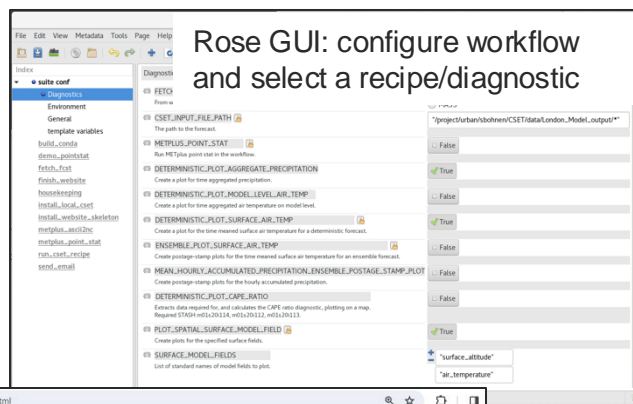 Rose GUI: configure workflow
and select a recipe/diagnostic
File Edit View Metadata Tools Page Help
Index
suite conf
Diagnostics
Environment
General
template variables
build_conda
demo_pointstat
fetch_fcst
finish_website
housekeeping
install_local_cset
install_website_skeleton
metplus_ascii2nc
metplus_point_stat
run_cset_recipe
send_email
CSET_INPUT_FILE_PATH
The path to the forecast.
"/project/urban/sbohnen/CSET/data/London_Model_output/*"
METPLUS_POINT_STAT
Run METplus point stat in the workflow.
False
DETERMINISTIC_PLOT_AGGREGATE_PRECIPITATION
Create a plot for time aggregated precipitation.
True
DETERMINISTIC_PLOT_MODEL_LEVEL_AIR_TEMP
Create a plot for time aggregated air temperature on model level.
False
DETERMINISTIC_PLOT_SURFACE_AIR_TEMP
Create a plot for the time meaned surface air temperature for a deterministic forecast.
True
ENSEMBLE_PLOT_SURFACE_AIR_TEMP
Create postage-stamp plots for the time meaned surface air temperature for an ensemble forecast.
False
MEAN_HOURLY_ACCUMULATED_PRECIPITATION_ENSEMBLE_POSTAGE_STAMP_PLOT
Create postage-stamp plots for the hourly accumulated precipitation.
False
DETERMINISTIC_PLOT_CAPE_RATIO
Extracts data required for, and calculates the CAPE ratio diagnostic, plotting on a map.
Required STASH m01s20i114, m01s20i112, m01s20i113.
False
PLOT_SPATIAL_SURFACE_MODEL_FIELD
Create plots for the specified surface fields.
True
SURFACE_MODEL_FIELDS
List of standard names of model fields to plot.
"surface_altitude"
"air_temperature"